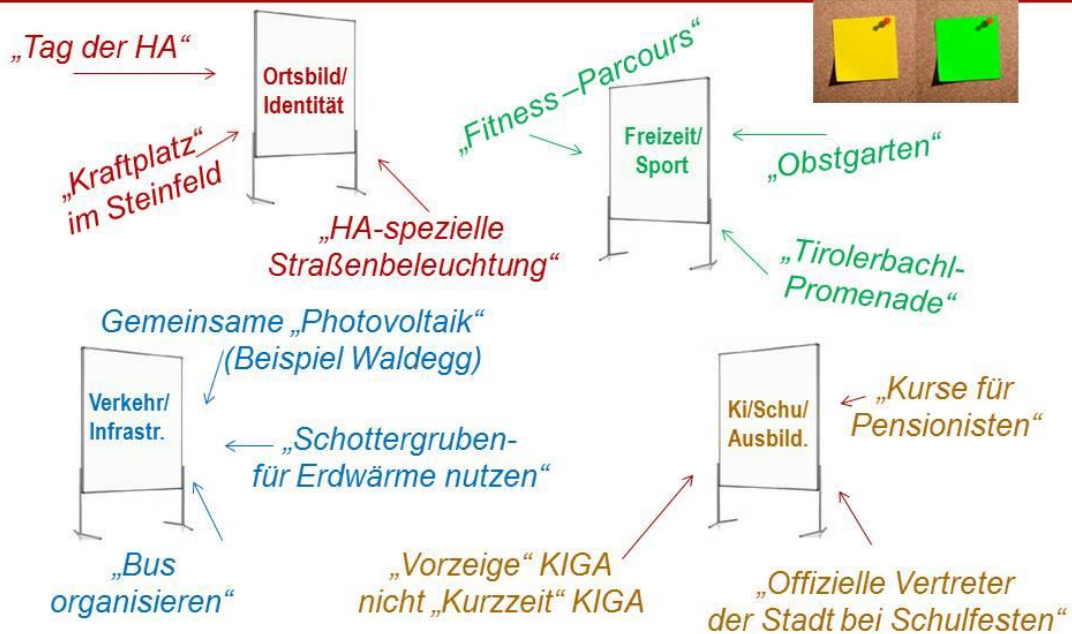 „Tag der HA“
Ortsbild/
Identität
„Kraftplatz“
im Steinfeld
„HA-spezielle
Straßenbeleuchtung“
„Fitness –Parcours“
Freizeit/
Sport
„Obstgarten“
„Tirolerbachl-
Promenade“
Gemeinsame „Photovoltaik“
(Beispiel Waldegg)
Verkehr/
Infrastr.
„Schottergruben-
für Erdwärme nutzen“
„Bus
organisieren“
Ki/Schu/
Ausbild.
„Kurse für
Pensionisten“
„Vorzeige“ KIGA
nicht „Kurzzeit“ KIGA
„Offizielle Vertreter
der Stadt bei Schulfesten“